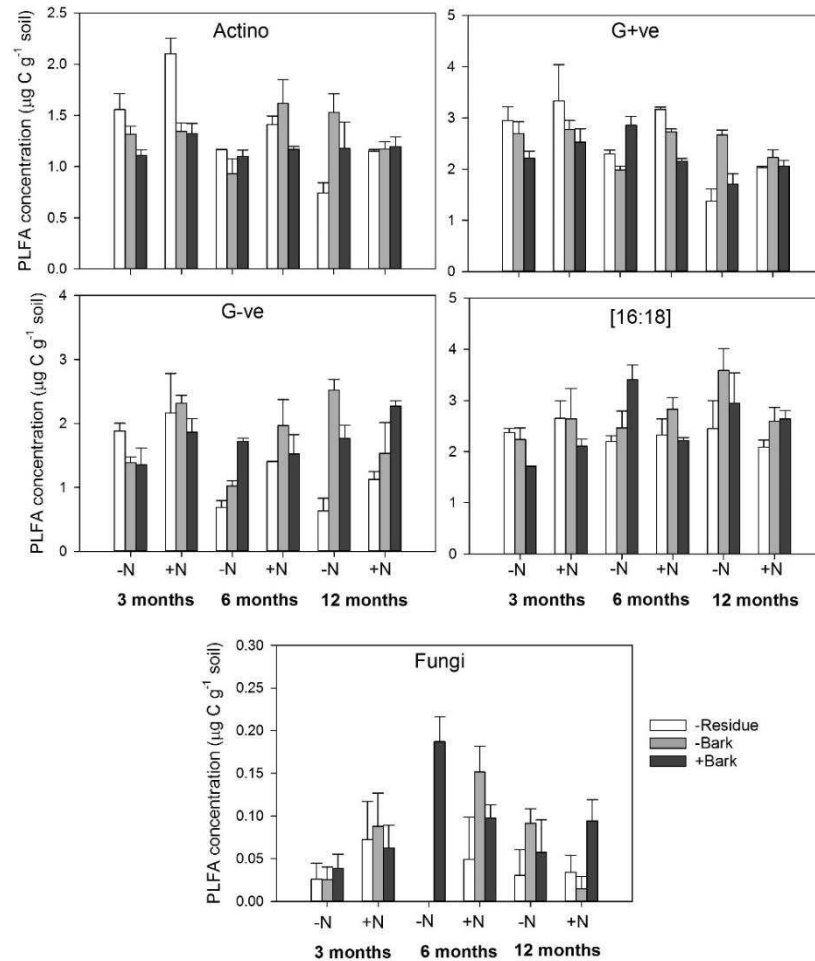 Actino
PLFA concentration (µg C g⁻¹ soil)
2.5
2.0
1.5
1.0
0.5
0.0
G+ve
5
4
3
2
1
0
G-ve
PLFA concentration (µg C g⁻¹ soil)
4
3
2
1
0
-N +N -N +N -N +N
3 months 6 months 12 months
[16:18]
5
4
3
2
1
0
-N +N -N +N -N +N
3 months 6 months 12 months
Fungi
PLFA concentration (µg C g⁻¹ soil)
0.30
0.25
0.20
0.15
0.10
0.05
0.00
-N +N -N +N -N +N
3 months 6 months 12 months
-Residue
-Bark
+Bark